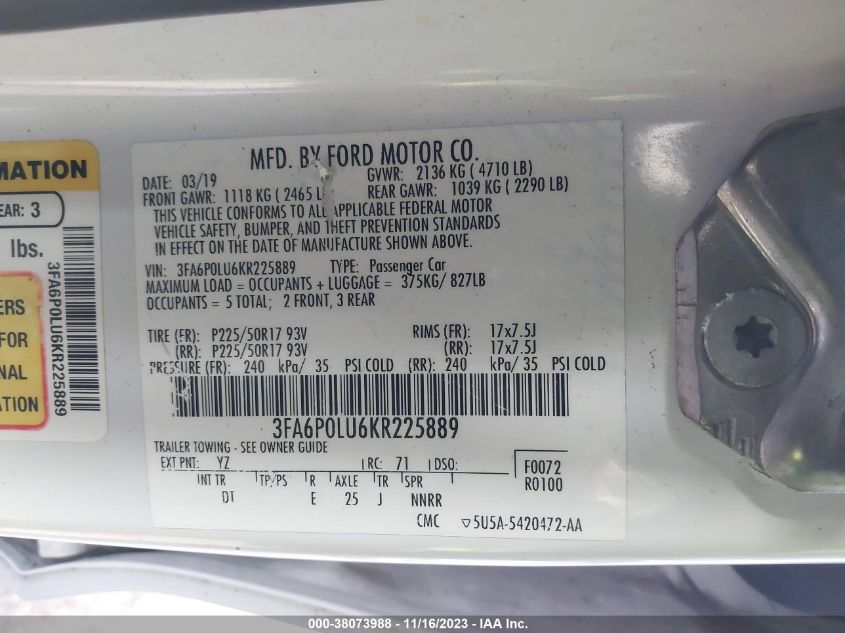 MATION
EAR: 3
lbs.
ERS
FOR
NAL
ATION
3FA6P0LU6KR225889
MFD. BY FORD MOTOR CO.
DATE: 03/19 GVWR: 2136 KG ( 4710 LB)
FRONT GAWR: 1118 KG ( 2465 L REAR GAWR: 1039 KG ( 2290 LB)
THIS VEHICLE CONFORMS TO ALL APPLICABLE FEDERAL MOTOR
VEHICLE SAFETY, BUMPER, AND THEFT PREVENTION STANDARDS
IN EFFECT ON THE DATE OF MANUFACTURE SHOWN ABOVE.
VIN: 3FA6P0LU6KR225889 TYPE: Passenger Car
MAXIMUM LOAD = OCCUPANTS + LUGGAGE = 375KG/ 827LB
OCCUPANTS = 5 TOTAL; 2 FRONT, 3 REAR
TIRE (FR): P225/50R17 93V RIMS (FR): 17x7.5J
(RR): P225/50R17 93V (RR): 17x7.5J
PRESSURE (FR): 240 kPa/ 35 PSI COLD (RR): 240 kPa/ 35 PSI COLD
3FA6P0LU6KR225889
TRAILER TOWING - SEE OWNER GUIDE
EXT PNT: YZ RC: 71 DSO: F0072
INT TR TP/PS R AXLE TR SPR R0100
DT E 25 J NNRR
CMC ▽5U5A-5420472-AA
000-38073988 - 11/16/2023 - IAAI.com.